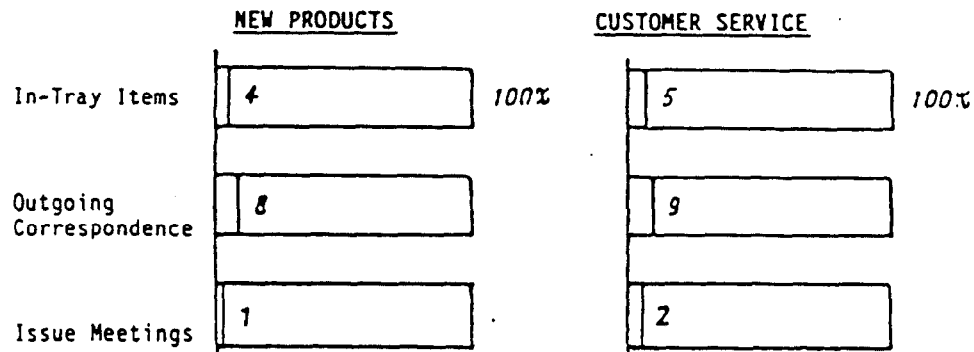 NEW PRODUCTS CUSTOMER SERVICE
In-Tray Items 4 100% 5 100%
Outgoing
Correspondence 8 9
Issue Meetings 1 2